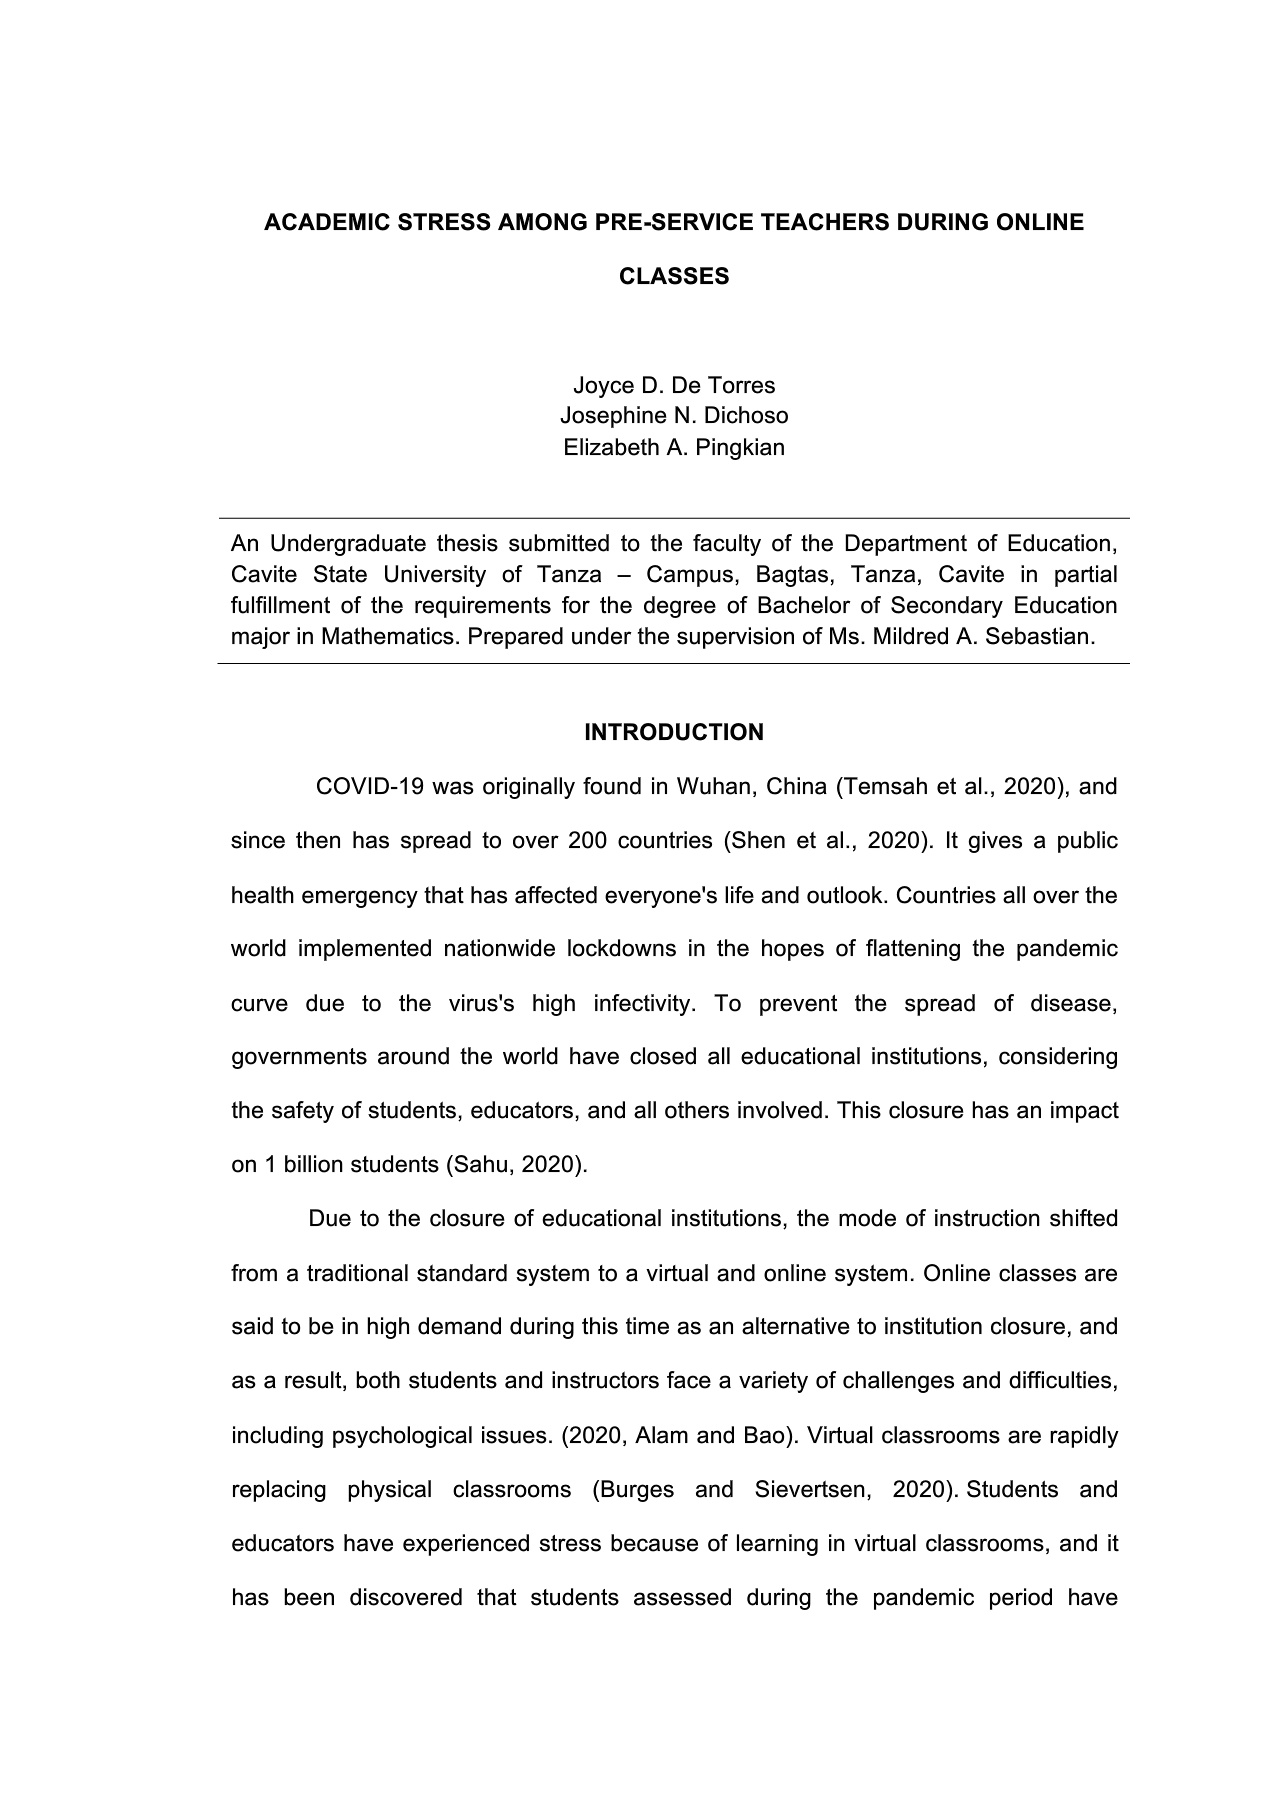 ACADEMIC STRESS AMONG PRE-SERVICE TEACHERS DURING ONLINE
CLASSES
Joyce D. De Torres
Josephine N. Dichoso
Elizabeth A. Pingkian
An Undergraduate thesis submitted to the faculty of the Department of Education,
Cavite State University of Tanza – Campus, Bagtas, Tanza, Cavite in partial
fulfillment of the requirements for the degree of Bachelor of Secondary Education
major in Mathematics. Prepared under the supervision of Ms. Mildred A. Sebastian.
INTRODUCTION
COVID-19 was originally found in Wuhan, China (Temsah et al., 2020), and
since then has spread to over 200 countries (Shen et al., 2020). It gives a public
health emergency that has affected everyone's life and outlook. Countries all over the
world implemented nationwide lockdowns in the hopes of flattening the pandemic
curve due to the virus's high infectivity. To prevent the spread of disease,
governments around the world have closed all educational institutions, considering
the safety of students, educators, and all others involved. This closure has an impact
on 1 billion students (Sahu, 2020).
Due to the closure of educational institutions, the mode of instruction shifted
from a traditional standard system to a virtual and online system. Online classes are
said to be in high demand during this time as an alternative to institution closure, and
as a result, both students and instructors face a variety of challenges and difficulties,
including psychological issues. (2020, Alam and Bao). Virtual classrooms are rapidly
replacing physical classrooms (Burges and Sievertsen, 2020). Students and
educators have experienced stress because of learning in virtual classrooms, and it
has been discovered that students assessed during the pandemic period have